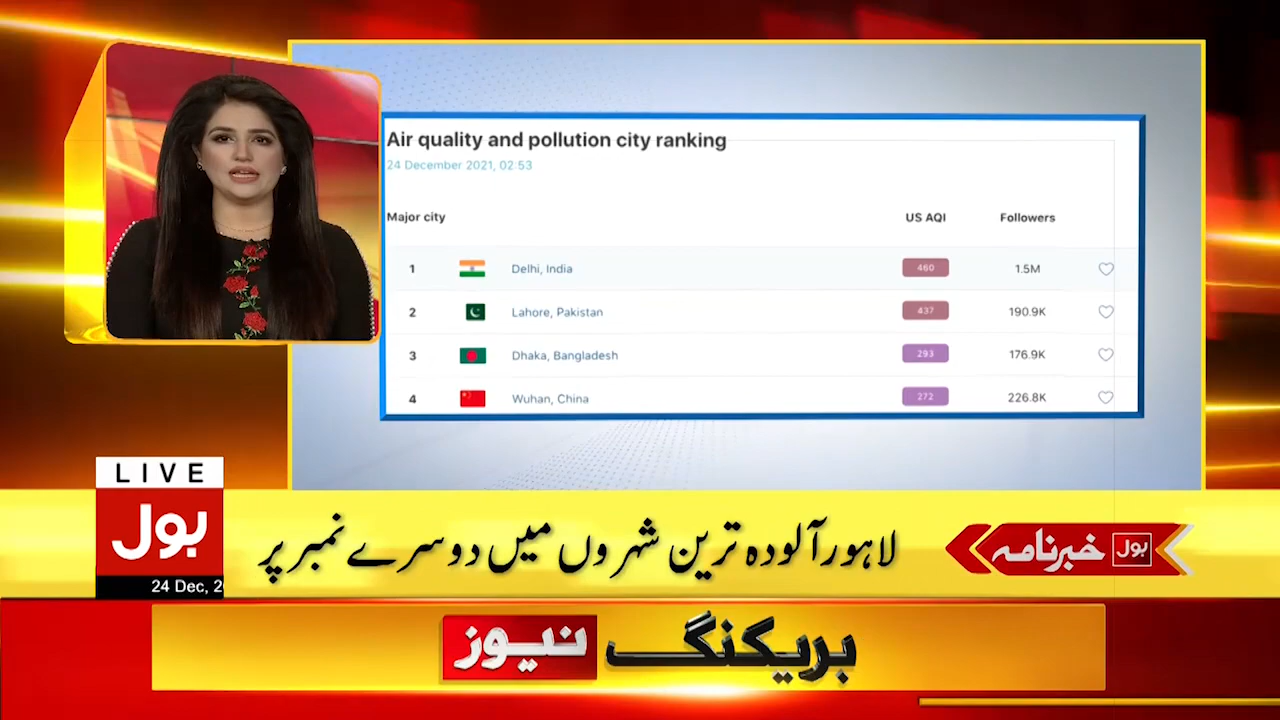 Air quality and pollution city ranking
24 December 2021, 02:53
Major city US AQI Followers
1 Delhi, India 460 1.5M
2 Lahore, Pakistan 437 190.9K
3 Dhaka, Bangladesh 293 176.9K
4 Wuhan, China 272 226.8K
LIVE
بول
24 Dec, 2
لاہور آلودہ ترین شہروں میں دوسرے نمبر پر
بول خبرنامہ
بریکنگ نیوز